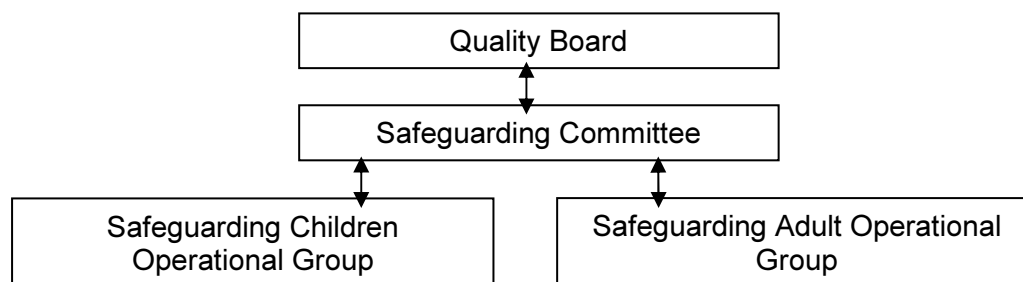 Quality Board
Safeguarding Committee
Safeguarding Children
Operational Group
Safeguarding Adult Operational
Group